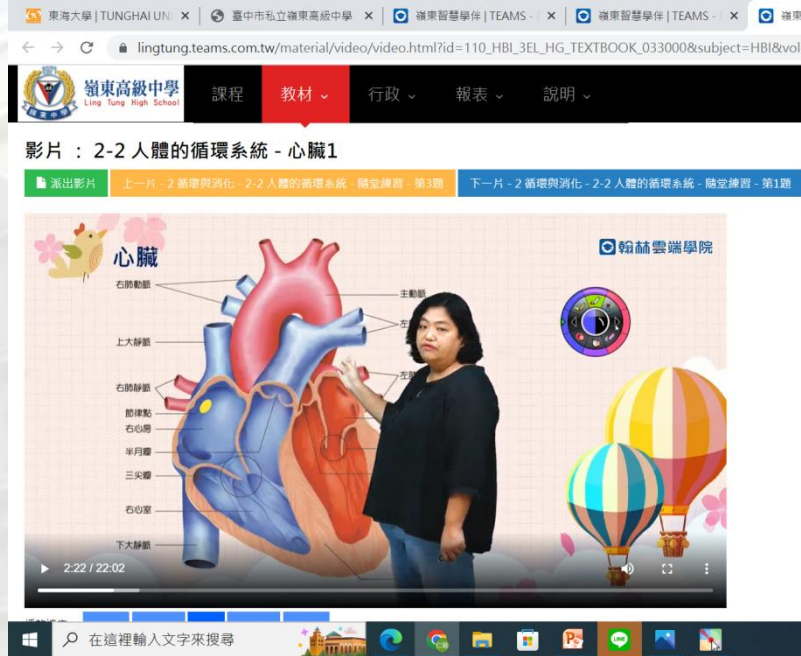 東海大學 | TUNGHAI UNI
臺中市私立嶺東高級中學
嶺東智慧學伴 | TEAMS -
嶺東智慧學伴 | TEAMS -
嶺東
lingtung.teams.com.tw/material/video/video.html?id=110_HBI_3EL_HG_TEXTBOOK_033000&subject=HBI&vol
嶺東高級中學
Ling Tung High School
課程
教材
行政
報表
說明
影片 : 2-2 人體的循環系統 - 心臟1
派出影片
上一片 - 2 循環與消化 - 2-2 人體的循環系統 - 隨堂練習 - 第3題
下一片 - 2 循環與消化 - 2-2 人體的循環系統 - 隨堂練習 - 第1題
心臟
翰林雲端學院
右肺動脈
主動脈
左
上大靜脈
右肺靜脈
左肺
節律點
右心房
半月瓣
三尖瓣
右心室
下大靜脈
2:22 / 22:02
在這裡輸入文字來搜尋
LINE